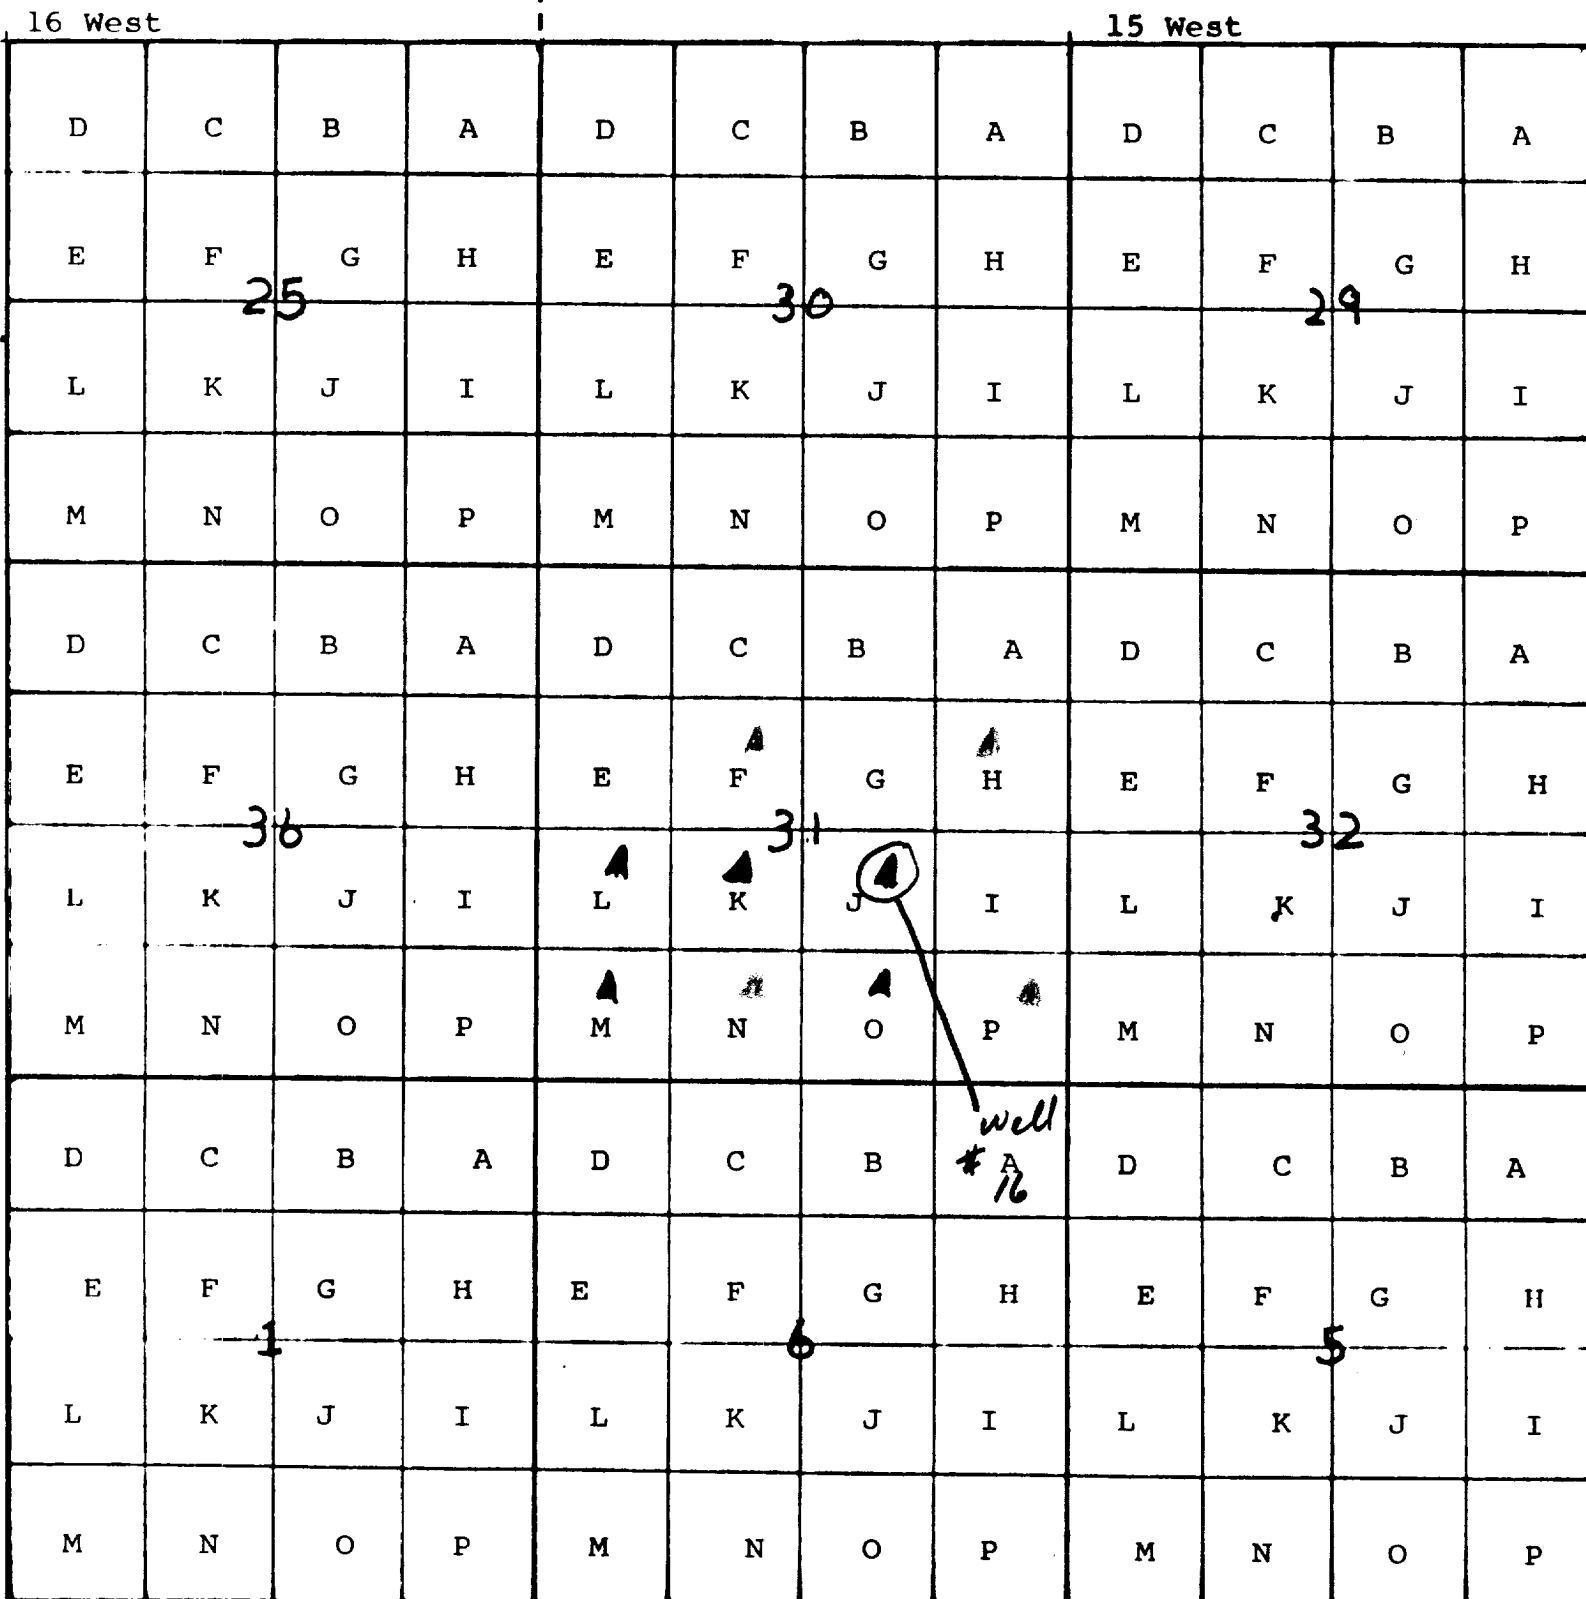 16 West 15 West
D C B A D C B A D C B A
E F G H E F G H E F G H
25 30 29
L K J I L K J I L K J I
M N O P M N O P M N O P
D C B A D C B A D C B A
E F G H E F G H E F G H
36 31 32
L K J I L K J I L K J I
M N O P M N O P M N O P
well
D C B A D C B # A D C B A
16
E F G H E F G H E F G H
1 6 5
L K J I L K J I L K J I
M N O P M N O P M N O P